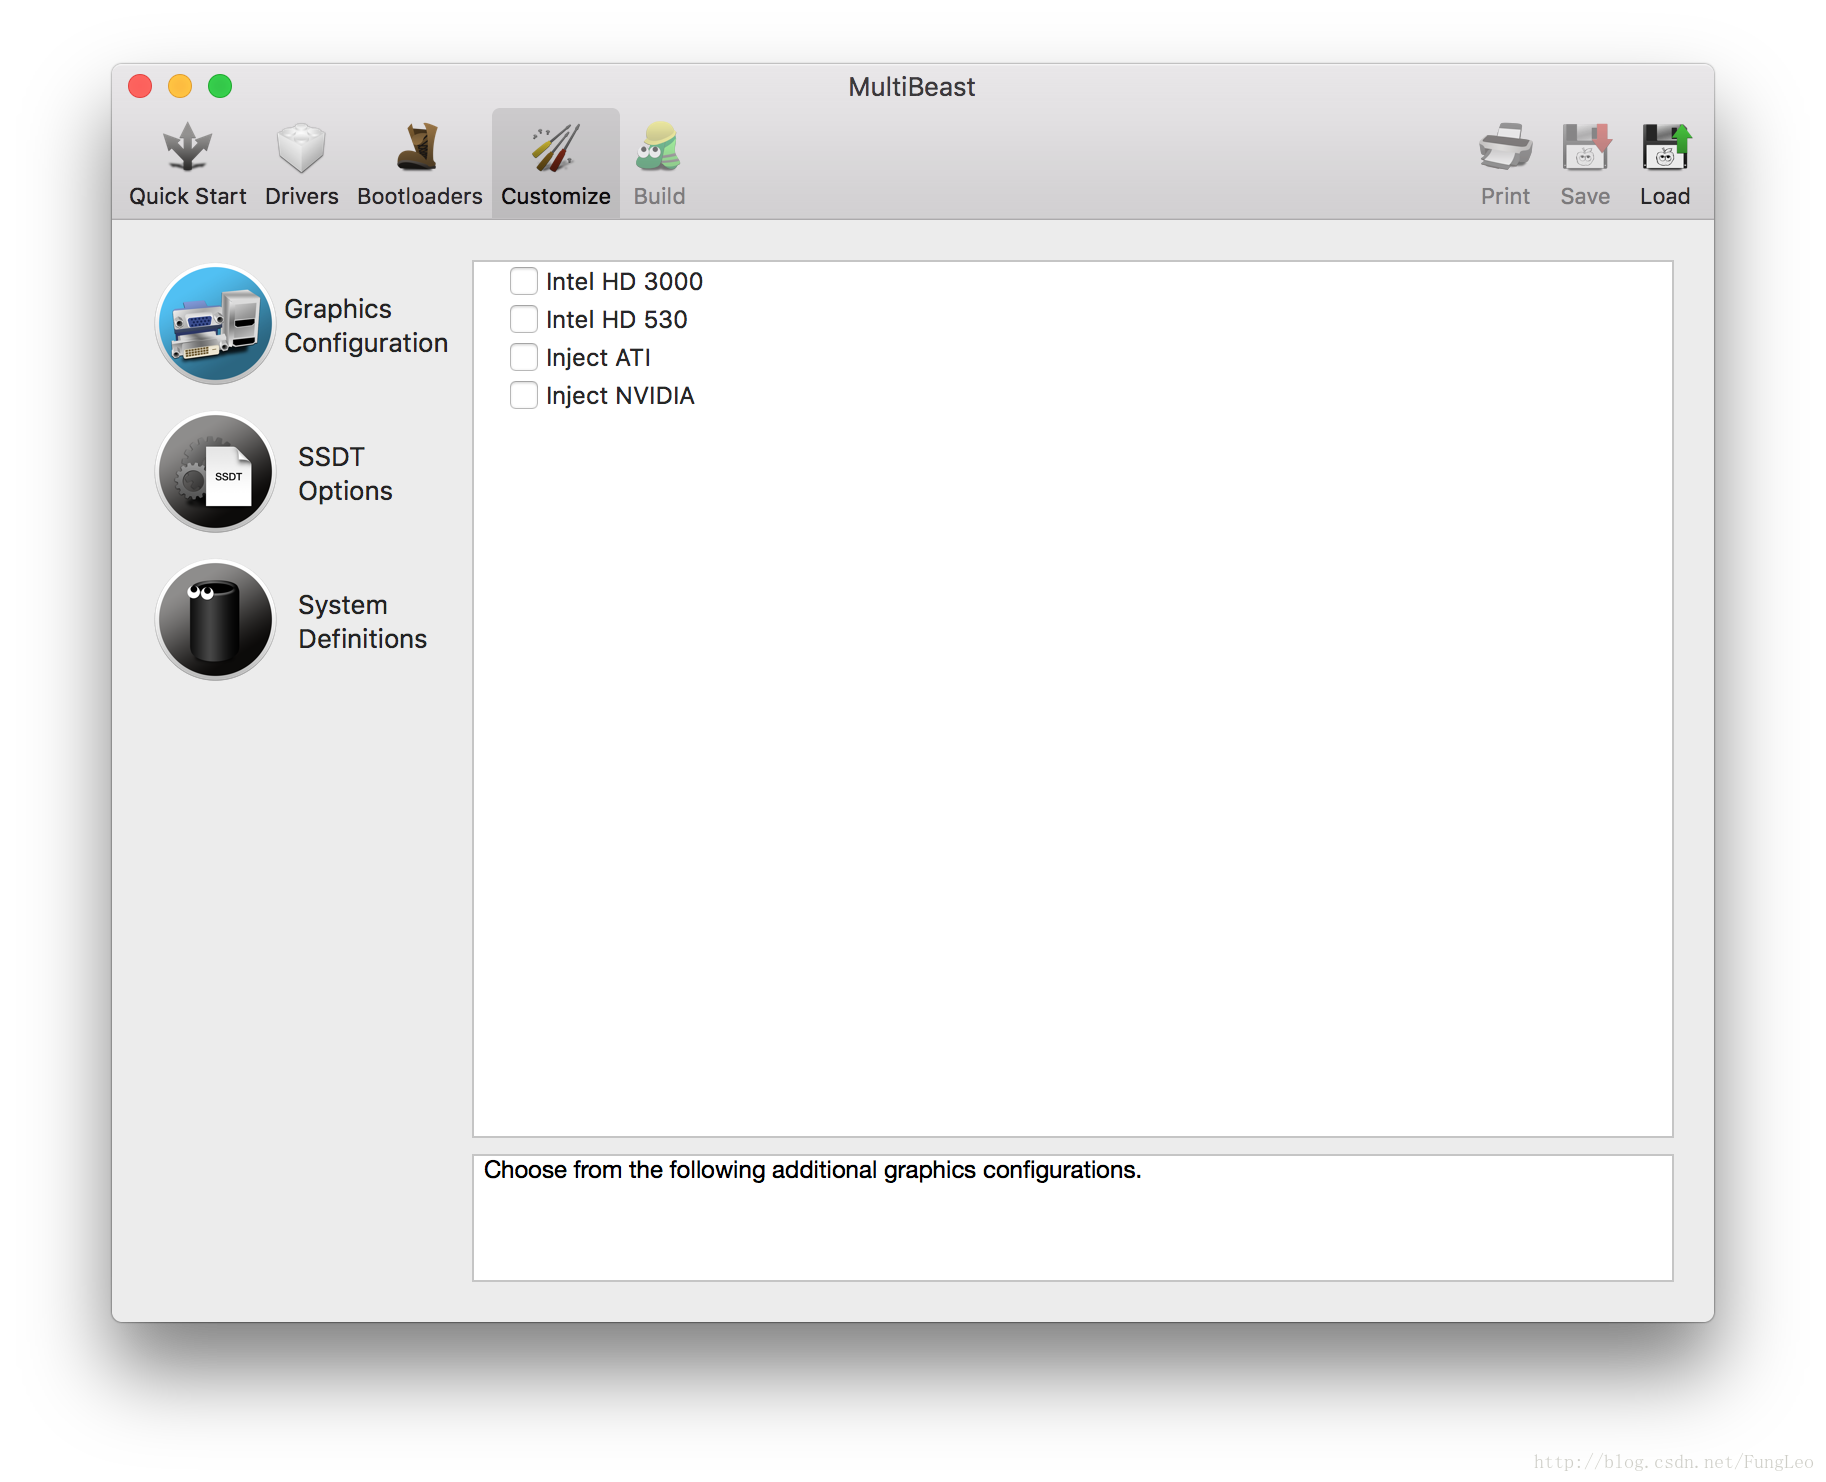 MultiBeast
Quick Start
Drivers
Bootloaders
Customize
Build
Print
Save
Load
Graphics
Configuration
SSDT
SSDT
Options
System
Definitions
Intel HD 3000
Intel HD 530
Inject ATI
Inject NVIDIA
Choose from the following additional graphics configurations.
http://blog.csdn.net/FungLeo